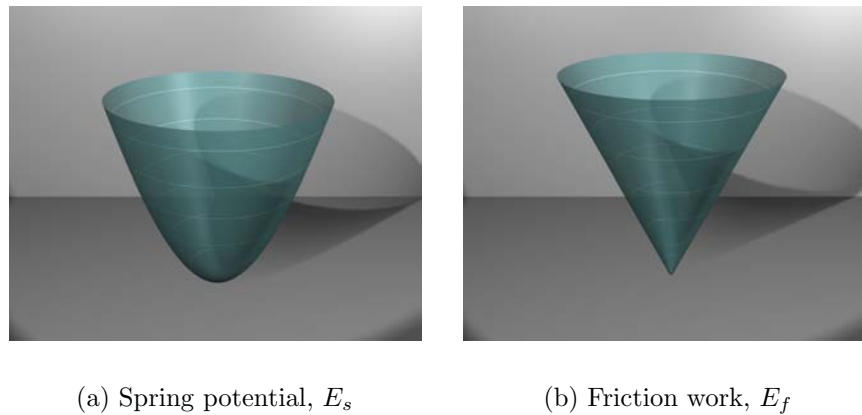 (a) Spring potential, E_s
(b) Friction work, E_f